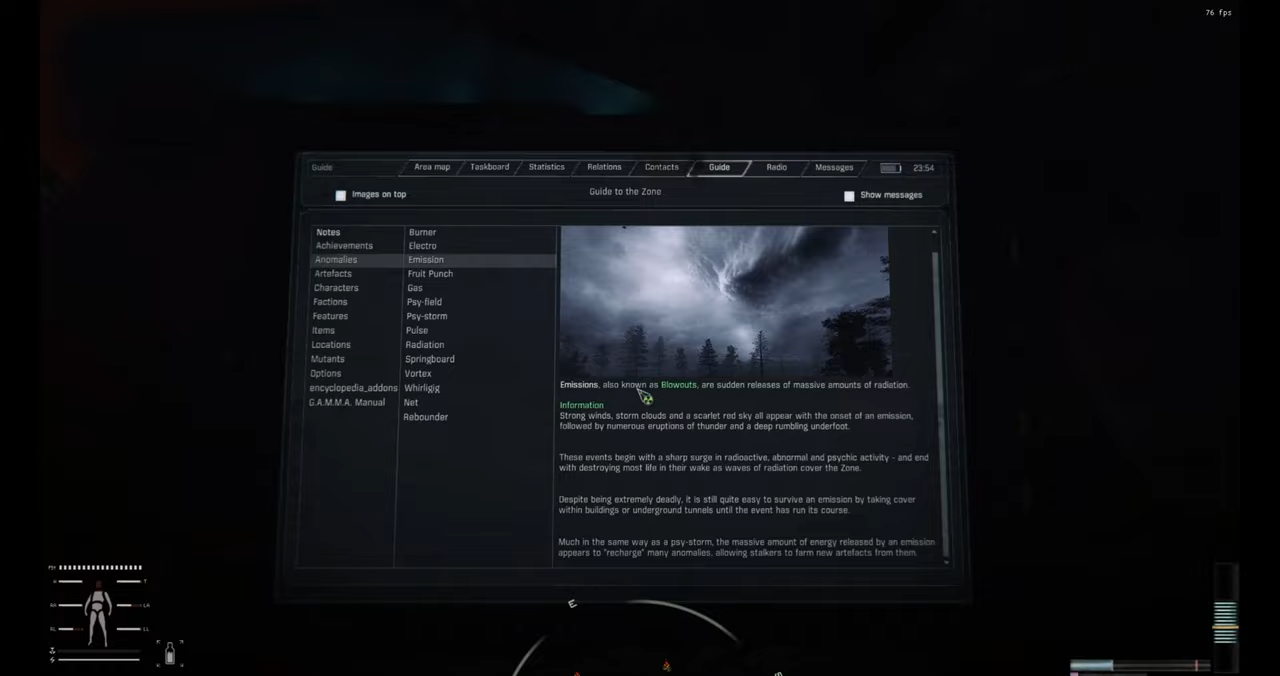 76 fps
Guide
Area map
Taskboard
Statistics
Relations
Contacts
Guide
Radio
Messages
23:54
Images on top
Guide to the Zone
Show messages
Notes
Achievements
Anomalies
Artefacts
Characters
Factions
Features
Items
Locations
Mutants
Options
encyclopedia_addons
G.A.M.M.A. Manual
Burner
Electro
Emission
Fruit Punch
Gas
Psy-field
Psy-storm
Pulse
Radiation
Springboard
Vortex
Whirligig
Net
Rebounder
Emissions, also known as Blowouts, are sudden releases of massive amounts of radiation.
Information
Strong winds, storm clouds and a scarlet red sky all appear with the onset of an emission,
followed by numerous eruptions of thunder and a deep rumbling underfoot.
These events begin with a sharp surge in radioactive, abnormal and psychic activity - and end
with destroying most life in their wake as waves of radiation cover the Zone.
Despite being extremely deadly, it is still quite easy to survive an emission by taking cover
within buildings or underground tunnels until the event has run its course.
Much in the same way as a psy-storm, the massive amount of energy released by an emission
appears to "recharge" many anomalies, allowing stalkers to farm new artefacts from them.
E
H
T
RA
LA
RL
LL